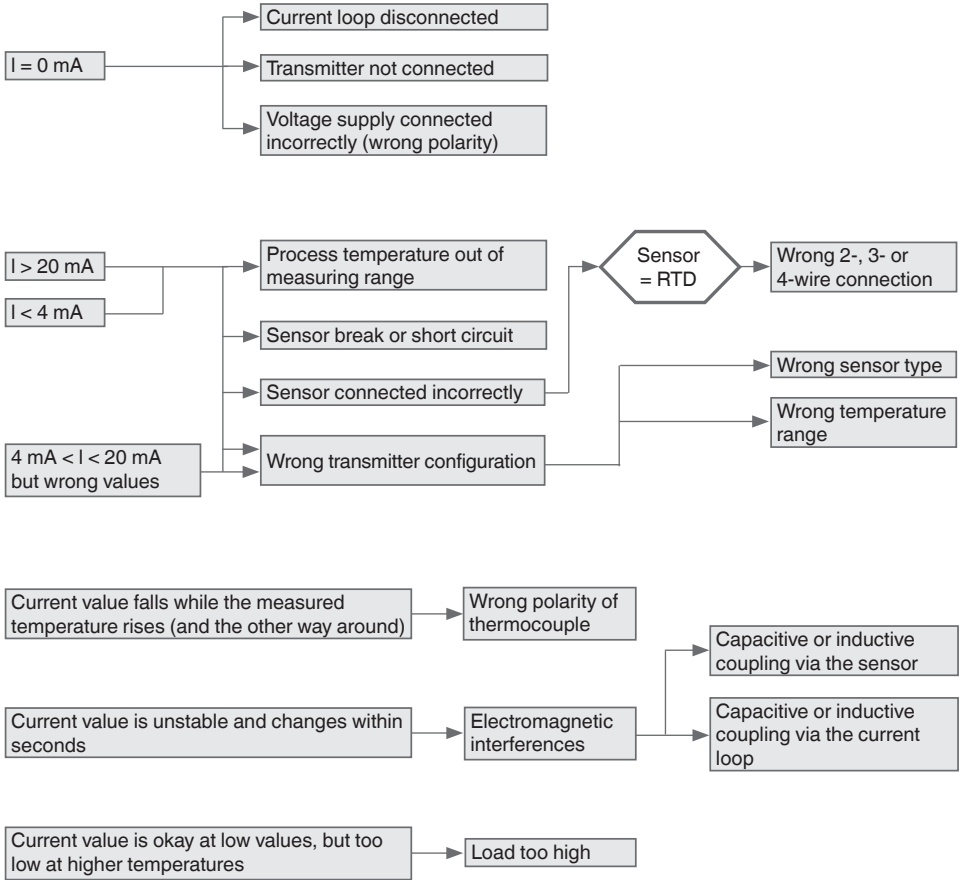 I = 0 mA
Current loop disconnected
Transmitter not connected
Voltage supply connected
incorrectly (wrong polarity)
I > 20 mA
I < 4 mA
4 mA < I < 20 mA
but wrong values
Process temperature out of
measuring range
Sensor break or short circuit
Sensor connected incorrectly
Wrong transmitter configuration
Sensor
= RTD
Wrong 2-, 3- or
4-wire connection
Wrong sensor type
Wrong temperature
range
Current value falls while the measured
temperature rises (and the other way around)
Wrong polarity of
thermocouple
Current value is unstable and changes within
seconds
Electromagnetic
interferences
Capacitive or inductive
coupling via the sensor
Capacitive or inductive
coupling via the current
loop
Current value is okay at low values, but too
low at higher temperatures
Load too high